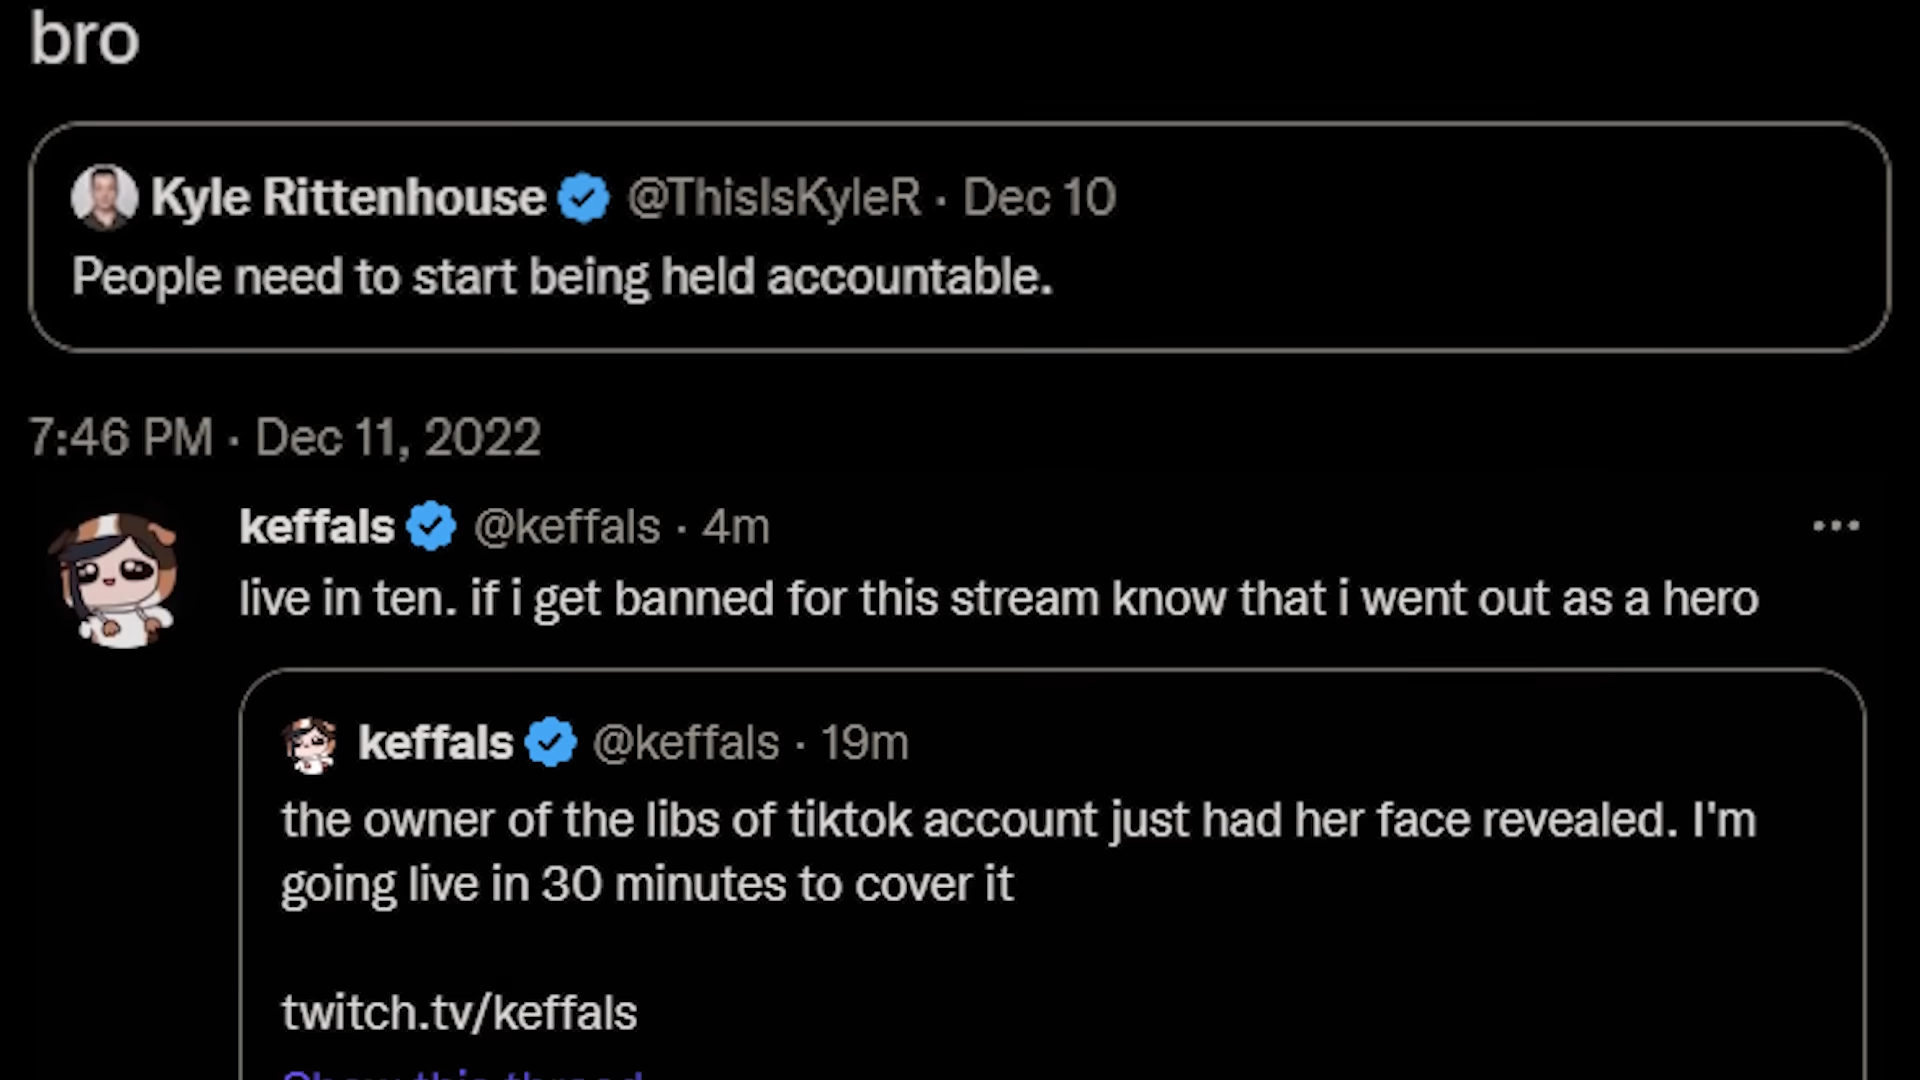 bro
Kyle Rittenhouse @ThisIsKyleR · Dec 10
People need to start being held accountable.
7:46 PM · Dec 11, 2022
keffals @keffals · 4m
live in ten. if i get banned for this stream know that i went out as a hero
keffals @keffals · 19m
the owner of the libs of tiktok account just had her face revealed. I'm
going live in 30 minutes to cover it
twitch.tv/keffals
Show this thread